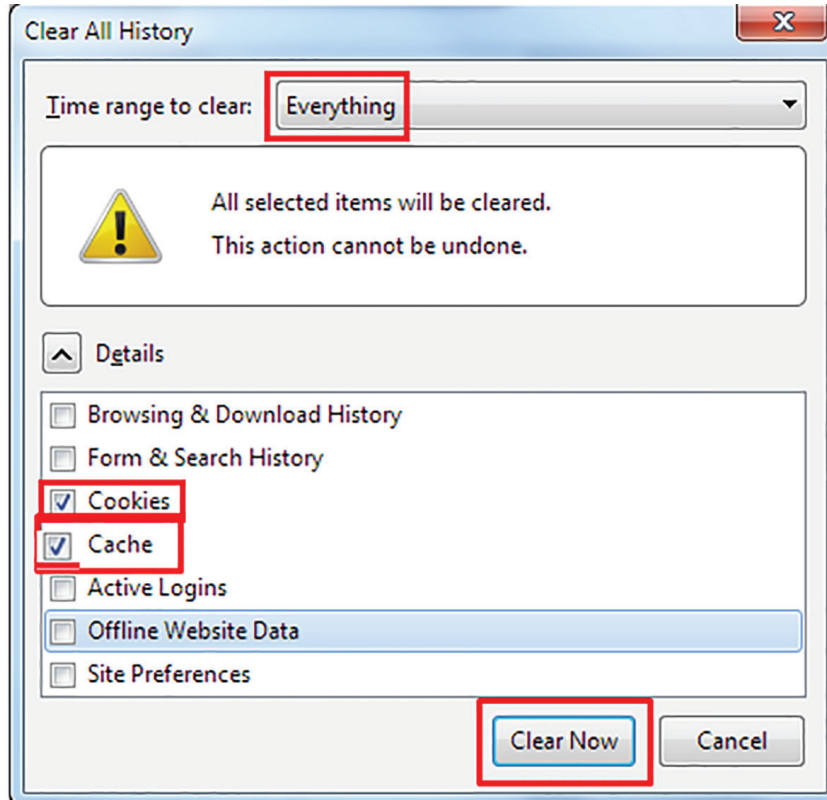 Clear All History
Time range to clear: Everything
All selected items will be cleared.
This action cannot be undone.
Details
Browsing & Download History
Form & Search History
Cookies
Cache
Active Logins
Offline Website Data
Site Preferences
Clear Now Cancel